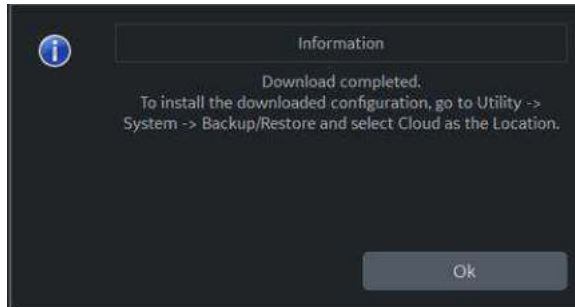 Information
Download completed.
To install the downloaded configuration, go to Utility ->
System -> Backup/Restore and select Cloud as the Location.
Ok